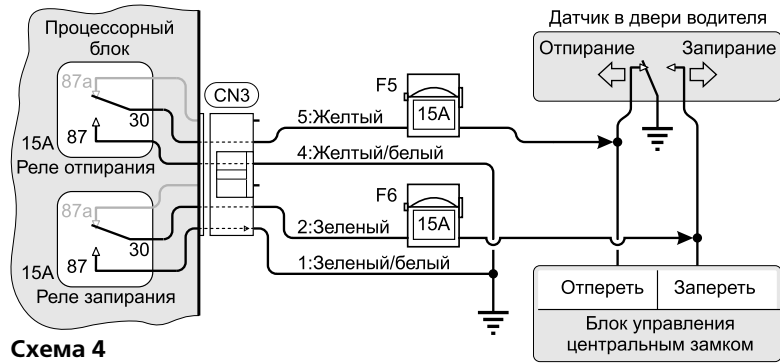 Процессорный
блок
87a
30
87
15А
Реле отпирания
87a
30
87
15А
Реле запирания
CN3
5:Желтый
4:Желтый/белый
2:Зеленый
1:Зеленый/белый
F5
15А
F6
15А
Датчик в двери водителя
Отпирание
Запирание
Отпереть
Запереть
Блок управления
центральным замком
Схема 4